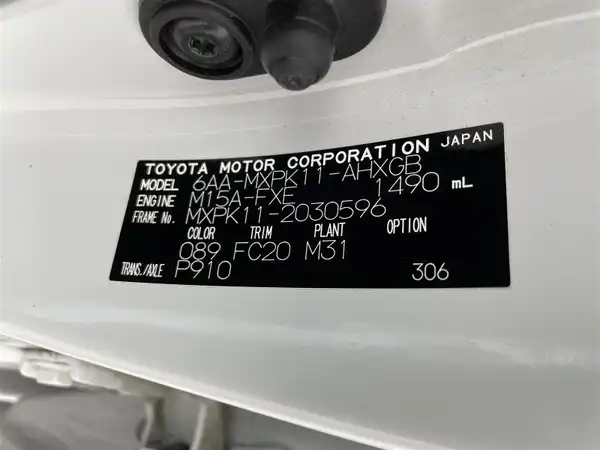 TOYOTA MOTOR CORPORATION JAPAN
MODEL 6AA-MXPK11-AHXGB
ENGINE M15A-FXE 1490 mL
FRAME No. MXPK11-2030596
COLOR TRIM PLANT OPTION
089 FC20 M31
TRANS./AXLE P910 306